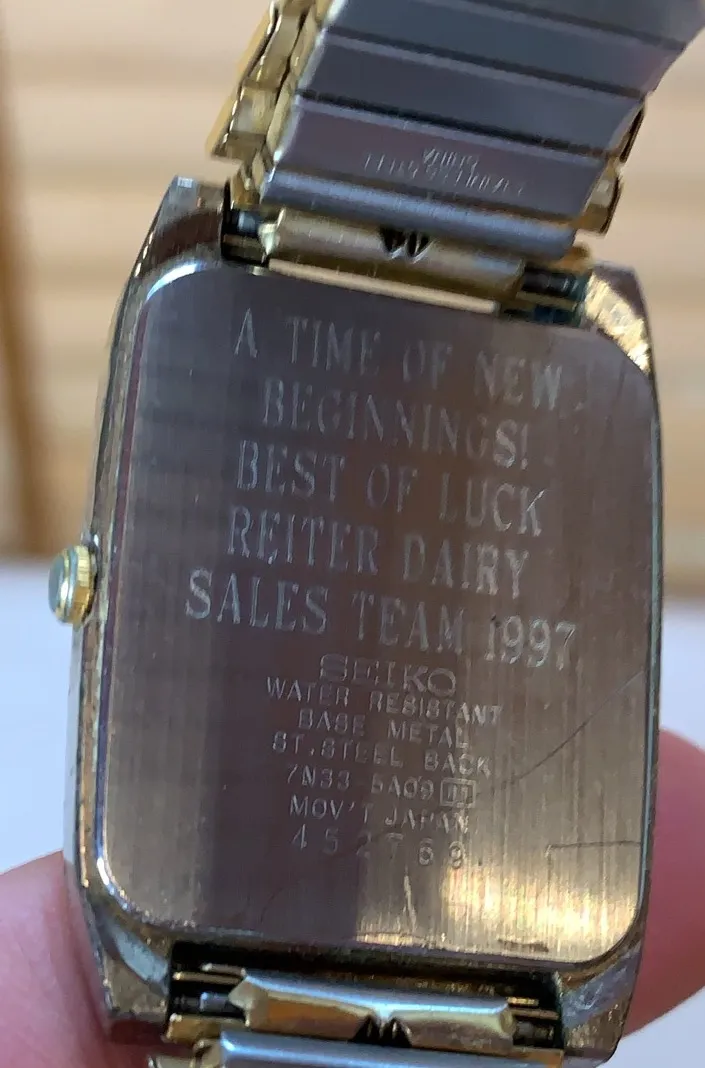 A TIME OF NEW
BEGINNINGS!
BEST OF LUCK
REITER DAIRY
SALES TEAM 1997
SEIKO
WATER RESISTANT
BASE METAL
ST.STEEL BACK
7N33-5A09
MOV'T JAPAN
452769
A